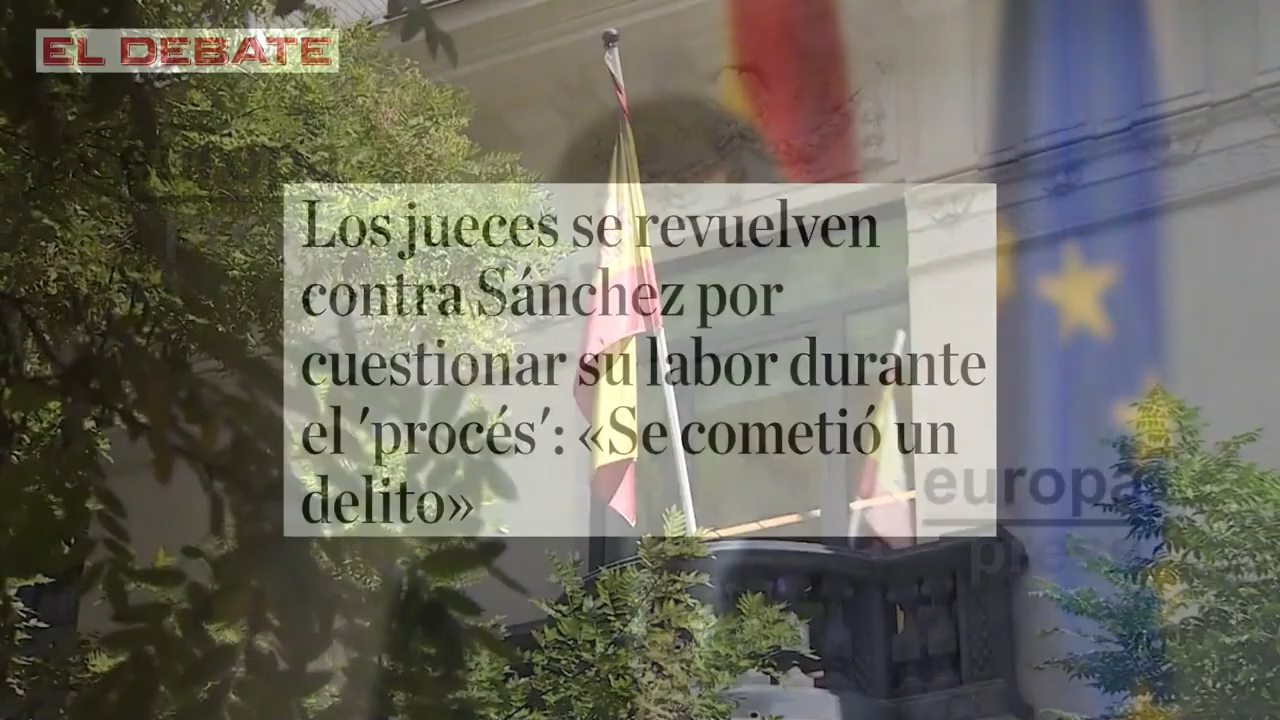 EL DEBATE
Los jueces se revuelven
contra Sánchez por
cuestionar su labor durante
el 'procés': «Se cometió un
delito»
europa
pre